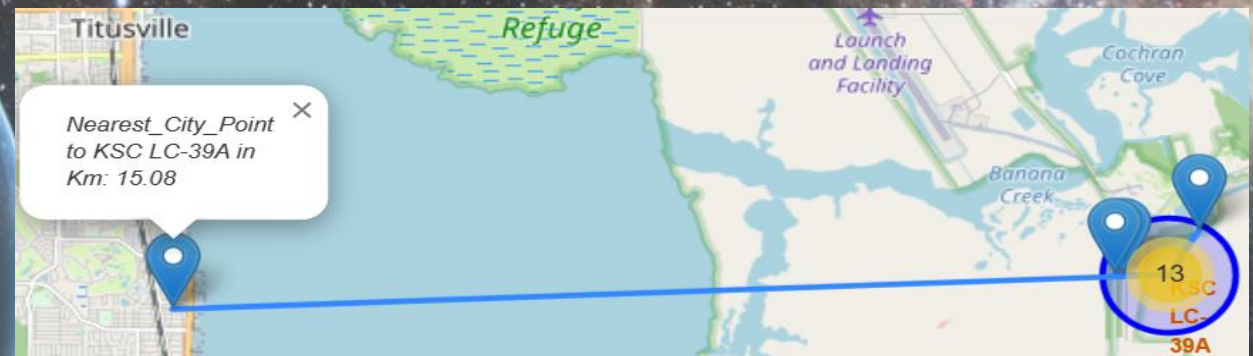 Titusville
Refuge
Launch
and Landing
Facility
Cochran
Cove
Nearest_City_Point
to KSC LC-39A in
Km: 15.08
Banana
Creek
13
KSC
LC-
39A